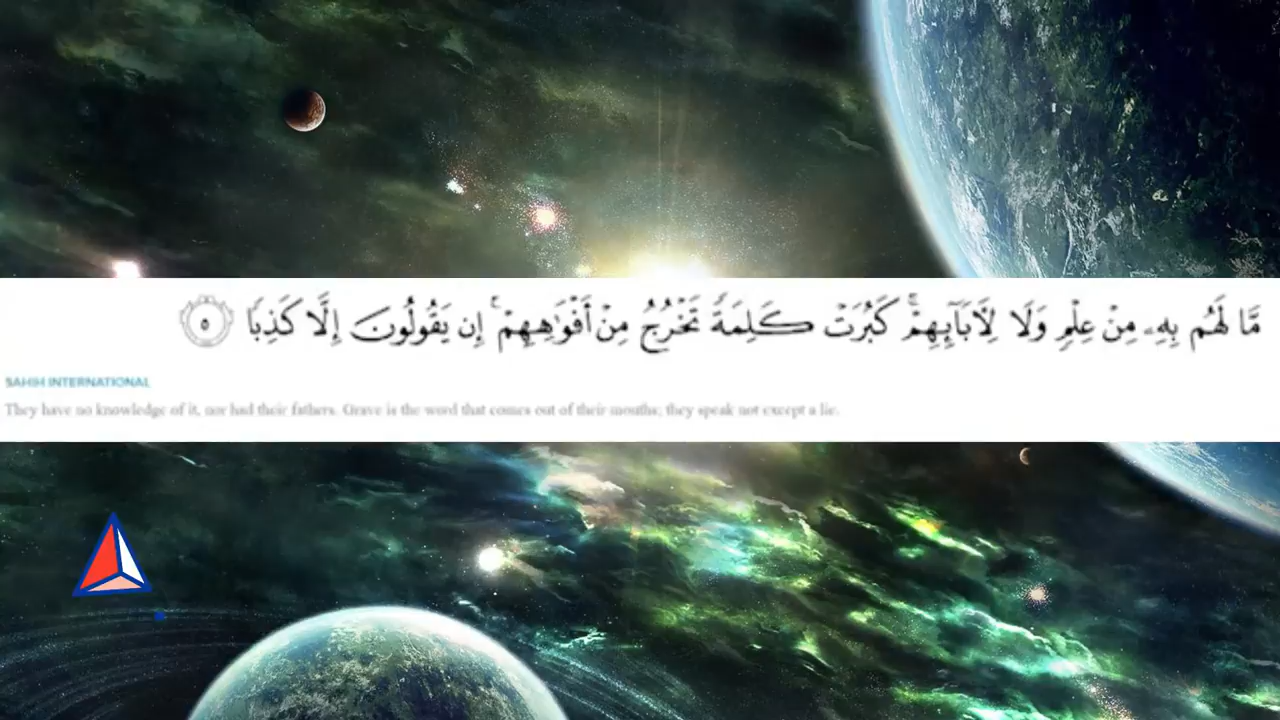 مَّا لَهُم بِهِۦ مِنْ عِلْمٍ وَلَا لِأَبَآئِهِمْ ۚ كَبُرَتْ كَلِمَةً تَخْرُجُ مِنْ أَفْوَٰهِهِمْ ۚ إِن يَقُولُونَ إِلَّا كَذِبًا ٥
SAHIH INTERNATIONAL
They have no knowledge of it, nor had their fathers. Grave is the word that comes out of their mouths; they speak not except a lie.